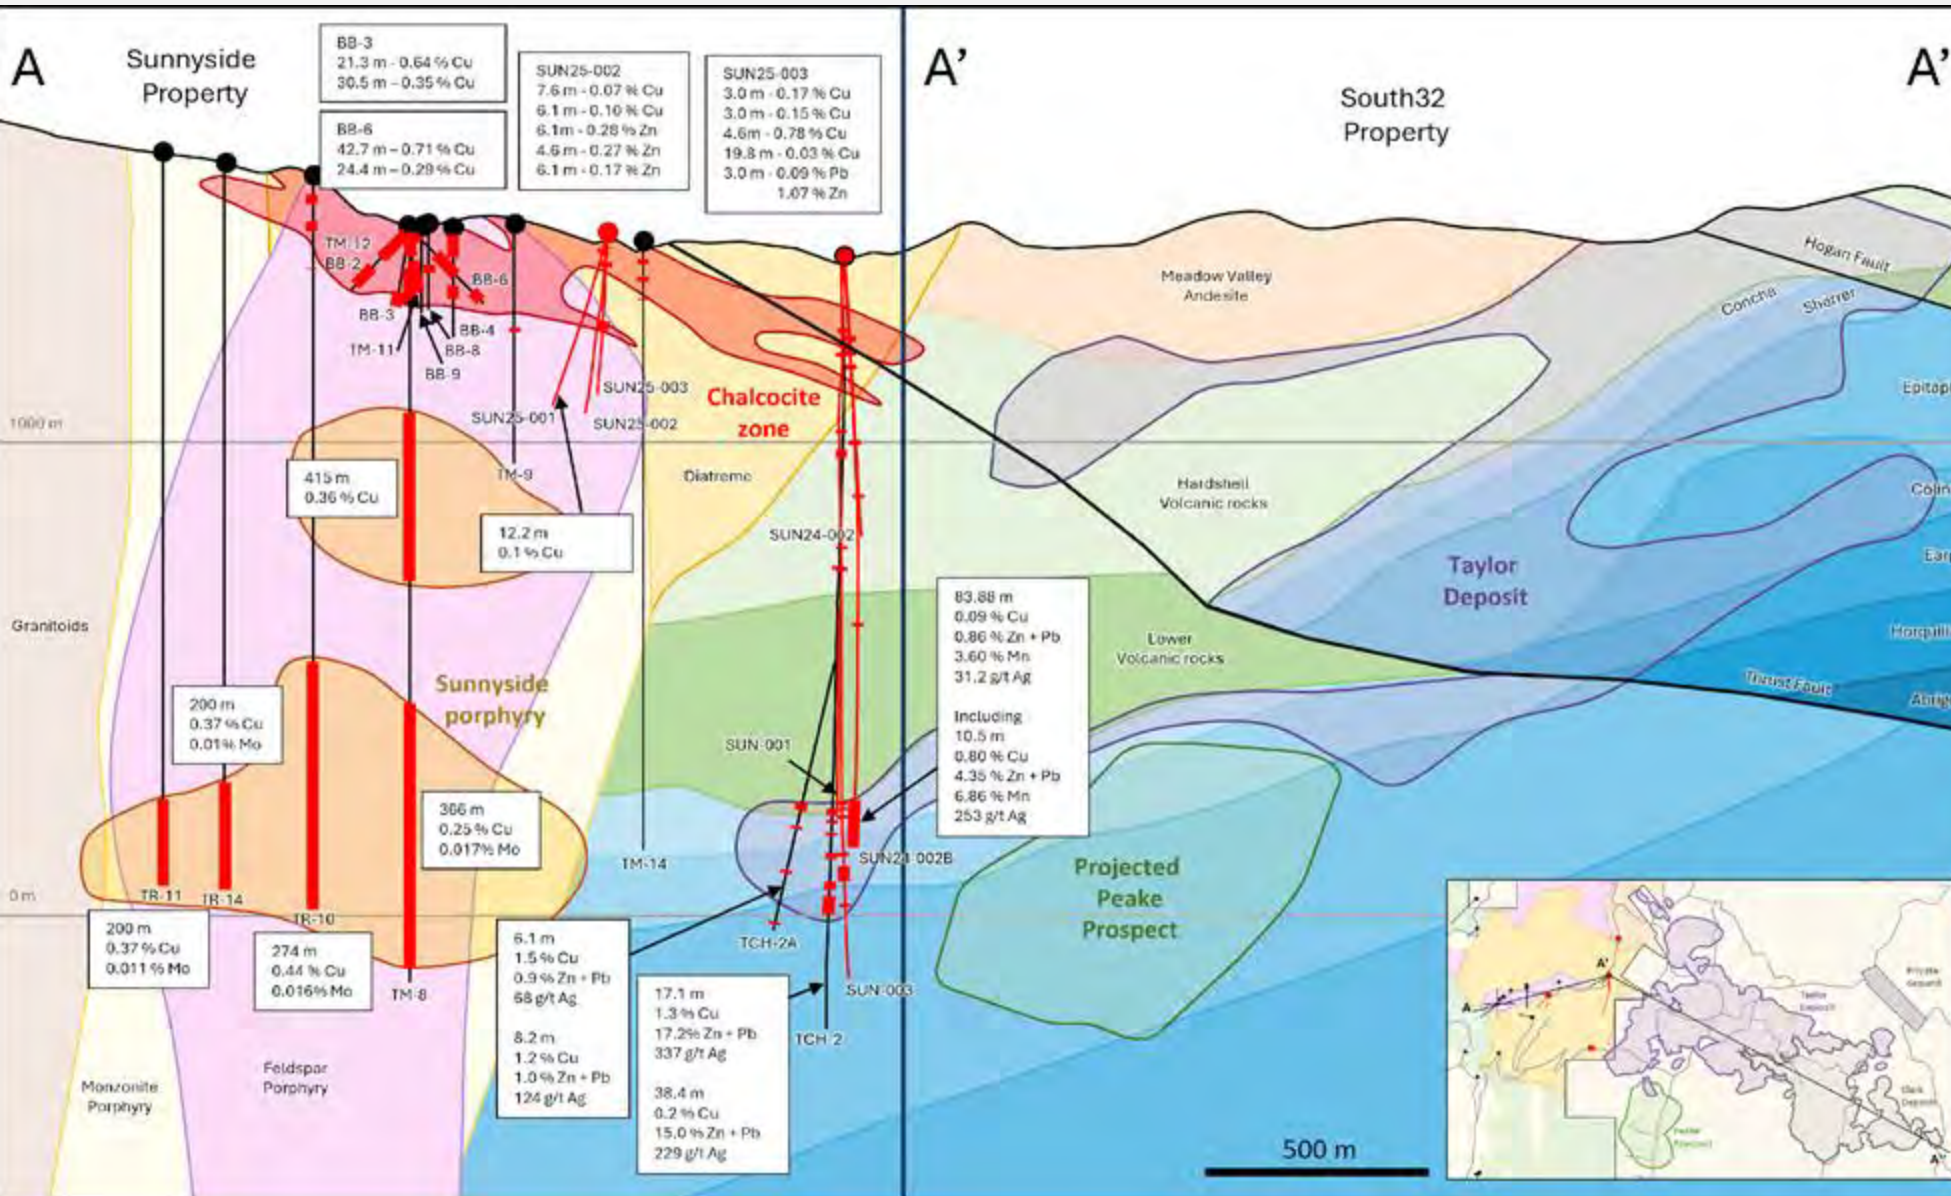 A
Sunnyside
Property
BB-3
21.3 m - 0.64 % Cu
30.5 m – 0.35 % Cu
BB-6
42.7 m – 0.71 % Cu
24.4 m – 0.29 % Cu
SUN25-002
7.6 m - 0.07 % Cu
6.1 m - 0.10 % Cu
6.1m - 0.28 % Zn
4.6 m - 0.27 % Zn
6.1 m - 0.17 % Zn
SUN25-003
3.0 m - 0.17 % Cu
3.0 m - 0.15 % Cu
4.6m - 0.78 % Cu
19.8 m - 0.03 % Cu
3.0 m - 0.09 % Pb
1.07 % Zn
A’
South32
Property
A’
TM-12
BB-2
BB-6
BB-3
BB-4
TM-11
BB-8
BB-9
SUN25-003
SUN25-001
SUN25-002
Chalcocite
zone
Meadow Valley
Andesite
Hogan Fault
Concha
Sherrer
1000 m
TM-9
Diatreme
415 m
0.36 % Cu
12.2 m
0.1 % Cu
SUN24-002
Hardshell
Volcanic rocks
Taylor
Deposit
Granitoids
83.88 m
0.09 % Cu
0.86 % Zn + Pb
3.60 % Mn
31.2 g/t Ag
Including
10.5 m
0.80 % Cu
4.35 % Zn + Pb
6.86 % Mn
253 g/t Ag
Lower
Volcanic rocks
Thrust Fault
Sunnyside
porphyry
200 m
0.37 % Cu
0.01% Mo
SUN-001
366 m
0.25 % Cu
0.017% Mo
TM-14
SUN24-002B
Projected
Peake
Prospect
0 m
TR-11
TR-14
TR-10
TM-8
200 m
0.37 % Cu
0.011 % Mo
274 m
0.44 % Cu
0.016% Mo
6.1 m
1.5 % Cu
0.9 % Zn + Pb
68 g/t Ag
8.2 m
1.2 % Cu
1.0 % Zn + Pb
124 g/t Ag
TCH-2A
17.1 m
1.3 % Cu
17.2% Zn + Pb
337 g/t Ag
38.4 m
0.2 % Cu
15.0 % Zn + Pb
229 g/t Ag
SUN-003
TCH-2
Monzonite
Porphyry
Feldspar
Porphyry
500 m
A
A'
Taylor
Deposit
Private
Ground
Peake
Prospect
Clark
Deposit
A"